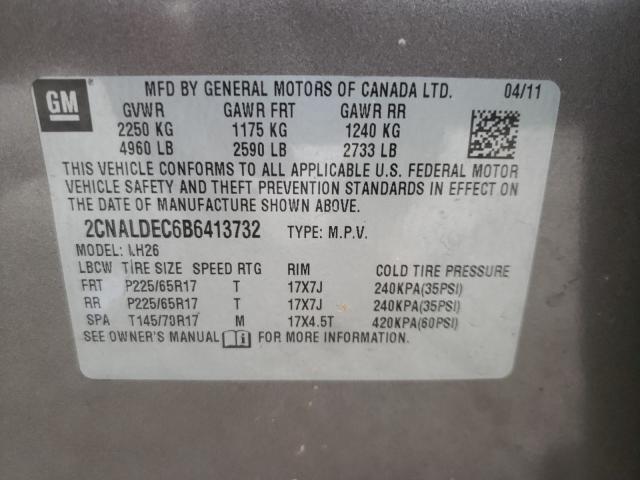 GM
MFD BY GENERAL MOTORS OF CANADA LTD. 04/11
GVWR GAWR FRT GAWR RR
2250 KG 1175 KG 1240 KG
4960 LB 2590 LB 2733 LB
THIS VEHICLE CONFORMS TO ALL APPLICABLE U.S. FEDERAL MOTOR
VEHICLE SAFETY AND THEFT PREVENTION STANDARDS IN EFFECT ON
THE DATE OF MANUFACTURE SHOWN ABOVE.
2CNALDEC6B6413732 TYPE: M.P.V.
MODEL: LH26
LBCW TIRE SIZE SPEED RTG RIM COLD TIRE PRESSURE
FRT P225/65R17 T 17X7J 240KPA(35PSI)
RR P225/65R17 T 17X7J 240KPA(35PSI)
SPA T145/70R17 M 17X4.5T 420KPA(60PSI)
SEE OWNER'S MANUAL FOR MORE INFORMATION.